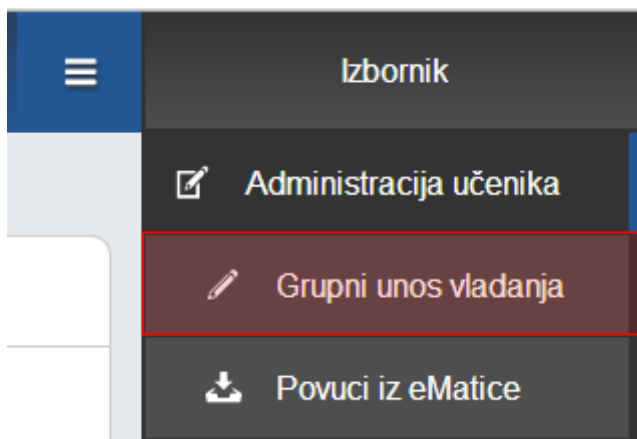 Izbornik
Administracija učenika
Grupni unos vladanja
Povuci iz eMatice